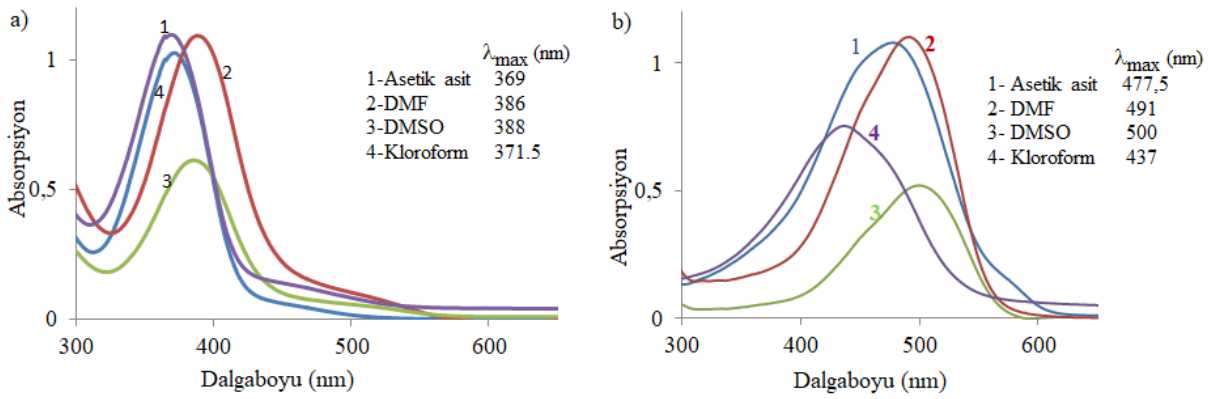 a)
Absorpsiyon
1
0,5
0
300
400
500
600
Dalgaboyu (nm)
1
2
4
3
λmax (nm)
1-Asetik asit 369
2-DMF 386
3-DMSO 388
4-Kloroform 371.5
b)
Absorpsiyon
1
0,5
0
300
400
500
600
Dalgaboyu (nm)
1
2
4
3
λmax (nm)
1- Asetik asit 477,5
2- DMF 491
3- DMSO 500
4- Kloroform 437